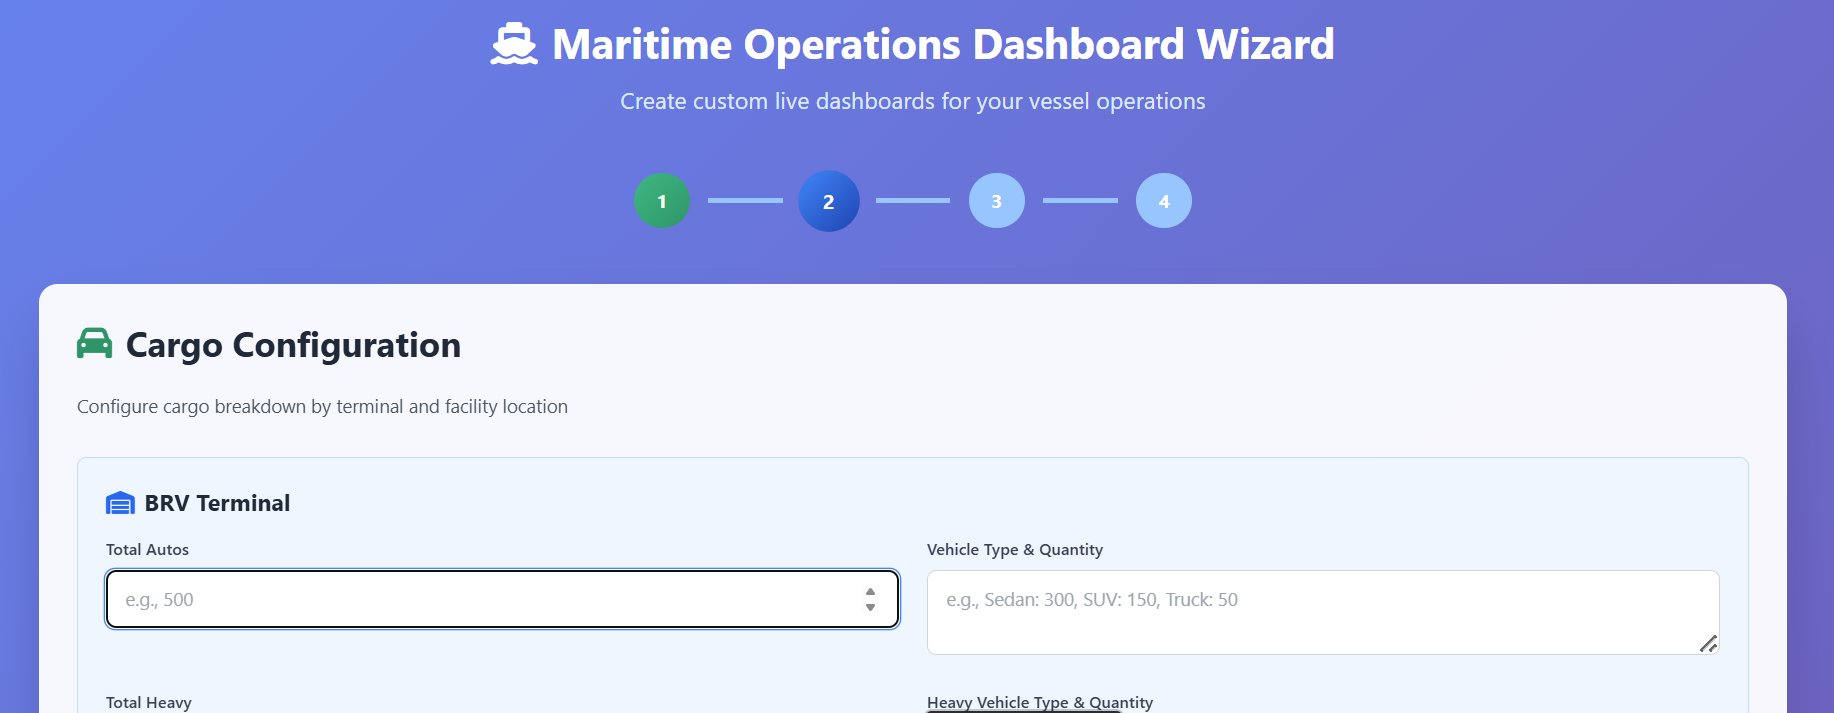 Maritime Operations Dashboard Wizard
Create custom live dashboards for your vessel operations
1 2 3 4
Cargo Configuration
Configure cargo breakdown by terminal and facility location
BRV Terminal
Total Autos
e.g., 500
Vehicle Type & Quantity
e.g., Sedan: 300, SUV: 150, Truck: 50
Total Heavy
Heavy Vehicle Type & Quantity